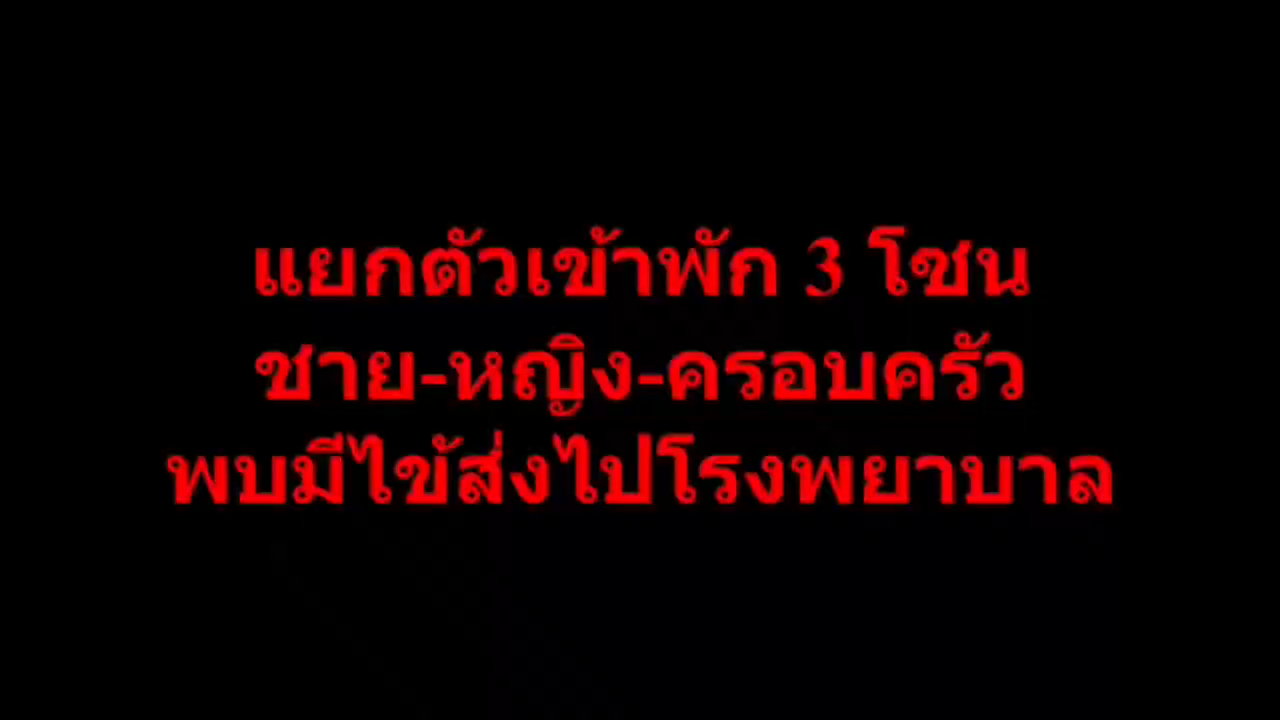 แยกตัวเข้าพัก 3 โซน
ชาย-หญิง-ครอบครัว
พบมีไข้ส่งไปโรงพยาบาล